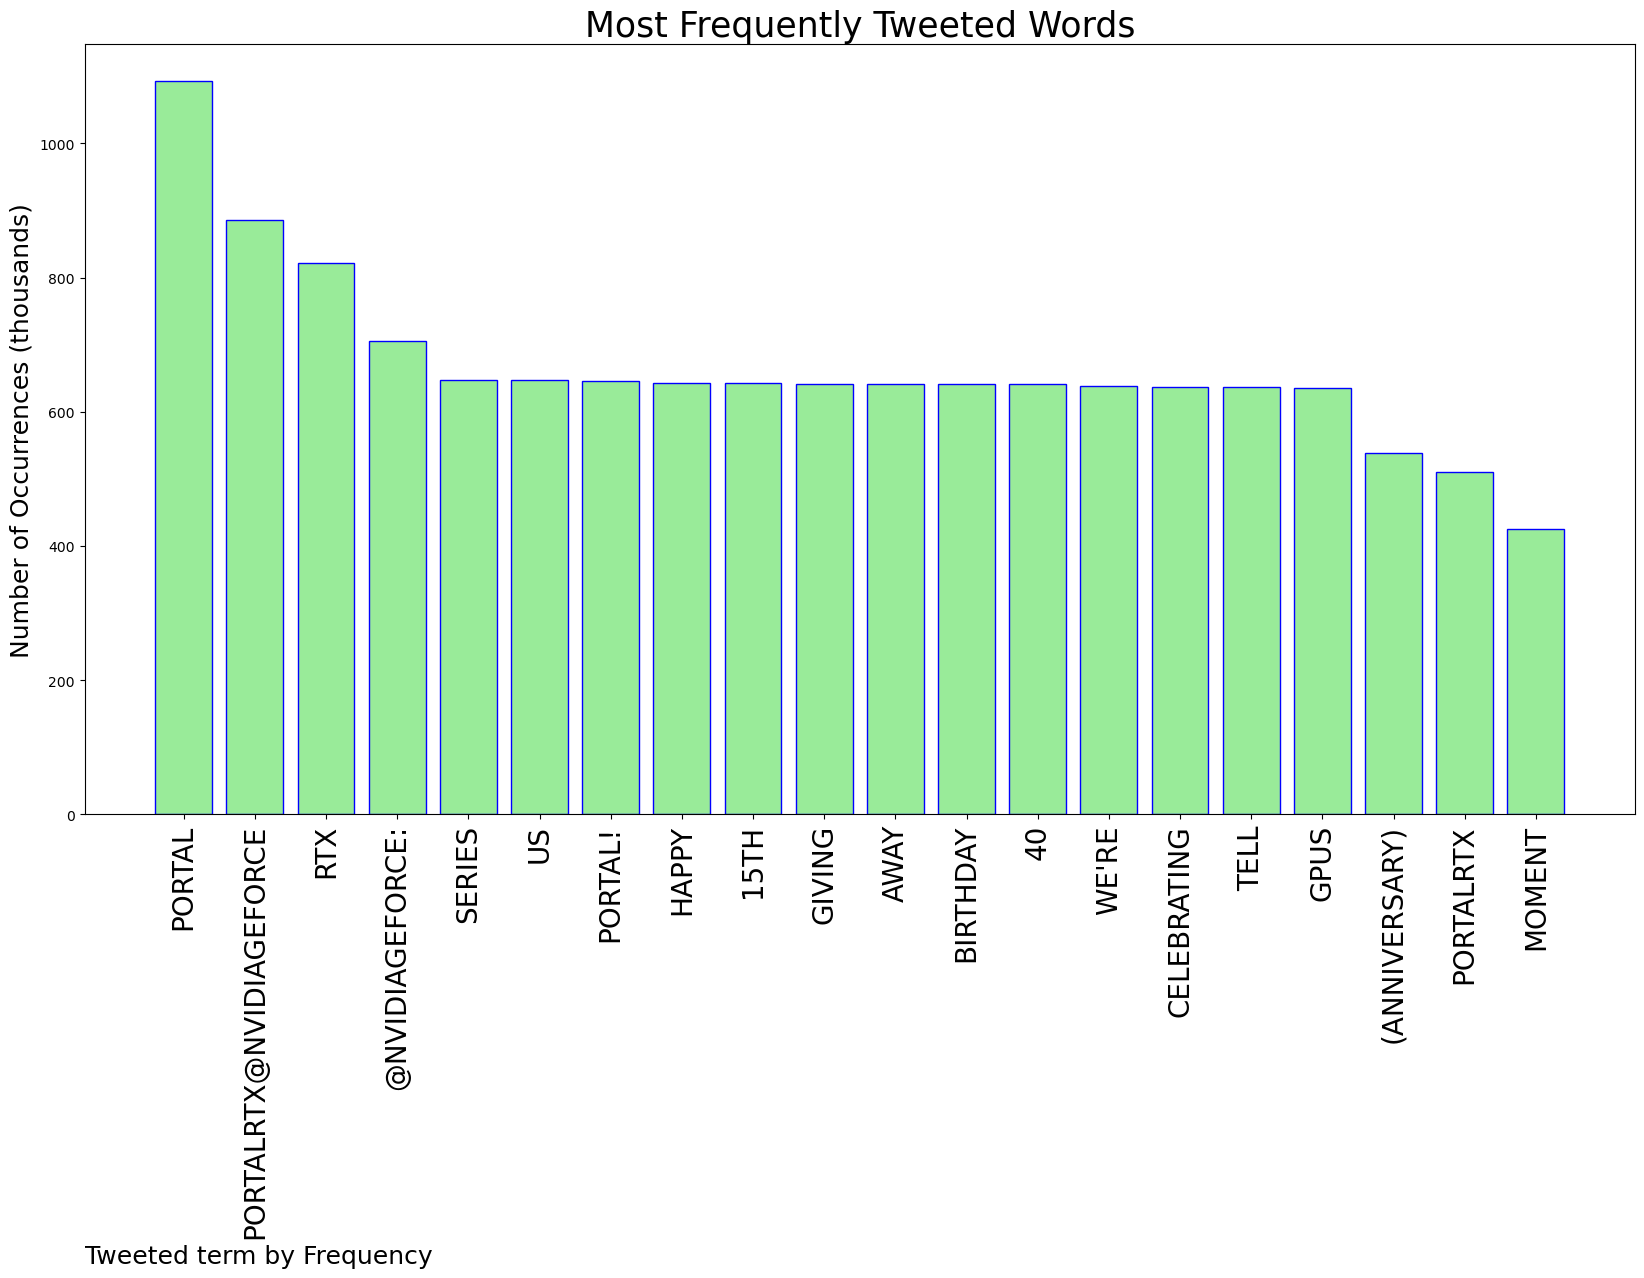 Most Frequently Tweeted Words
Number of Occurrences (thousands)
1000
800
600
400
200
0
PORTAL
PORTALRTX@NVIDIAGEFORCE
RTX
@NVIDIAGEFORCE:
SERIES
US
PORTAL!
HAPPY
15TH
GIVING
AWAY
BIRTHDAY
40
WE'RE
CELEBRATING
TELL
GPUS
(ANNIVERSARY)
PORTALRTX
MOMENT
Tweeted term by Frequency